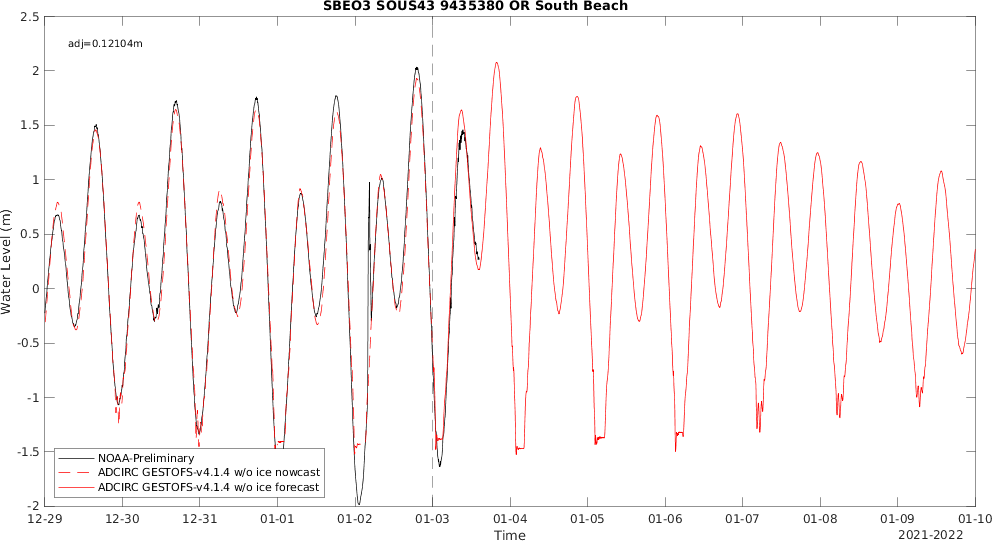 SBEO3 SOUS43 9435380 OR South Beach
adj=0.12104m
Water Level (m)
2.5
2
1.5
1
0.5
0
-0.5
-1
-1.5
-2
NOAA-Preliminary
ADCIRC GESTOFS-v4.1.4 w/o ice nowcast
ADCIRC GESTOFS-v4.1.4 w/o ice forecast
12-29 12-30 12-31 01-01 01-02 01-03 01-04 01-05 01-06 01-07 01-08 01-09 01-10
Time
2021-2022